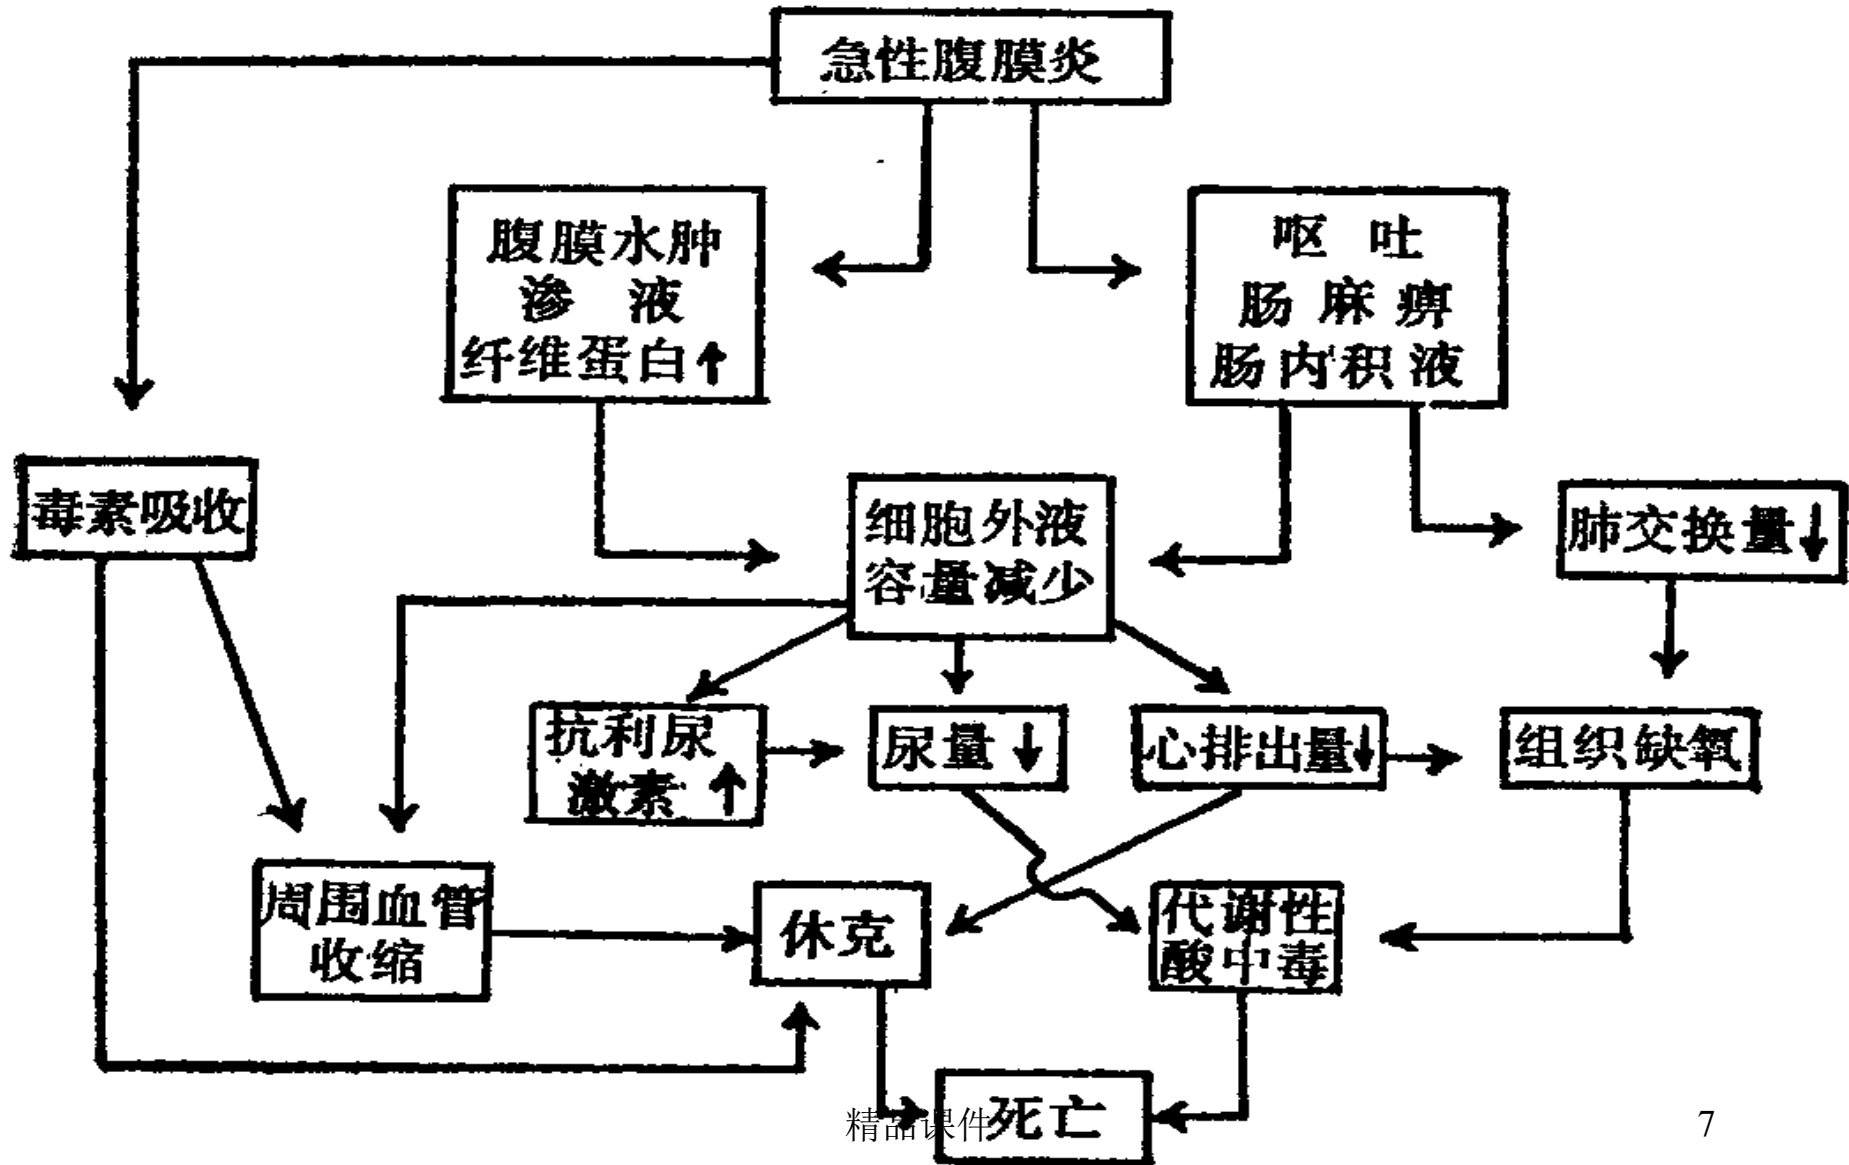 急性腹膜炎
腹膜水肿
渗 液
纤维蛋白↑
呕 吐
肠麻痹
肠内积液
毒素吸收
细胞外液
容量减少
肺交换量↓
抗利尿
激素↑
尿量↓
心排出量↓
组织缺氧
周围血管
收缩
休克
代谢性
酸中毒
死亡
精品课件
7